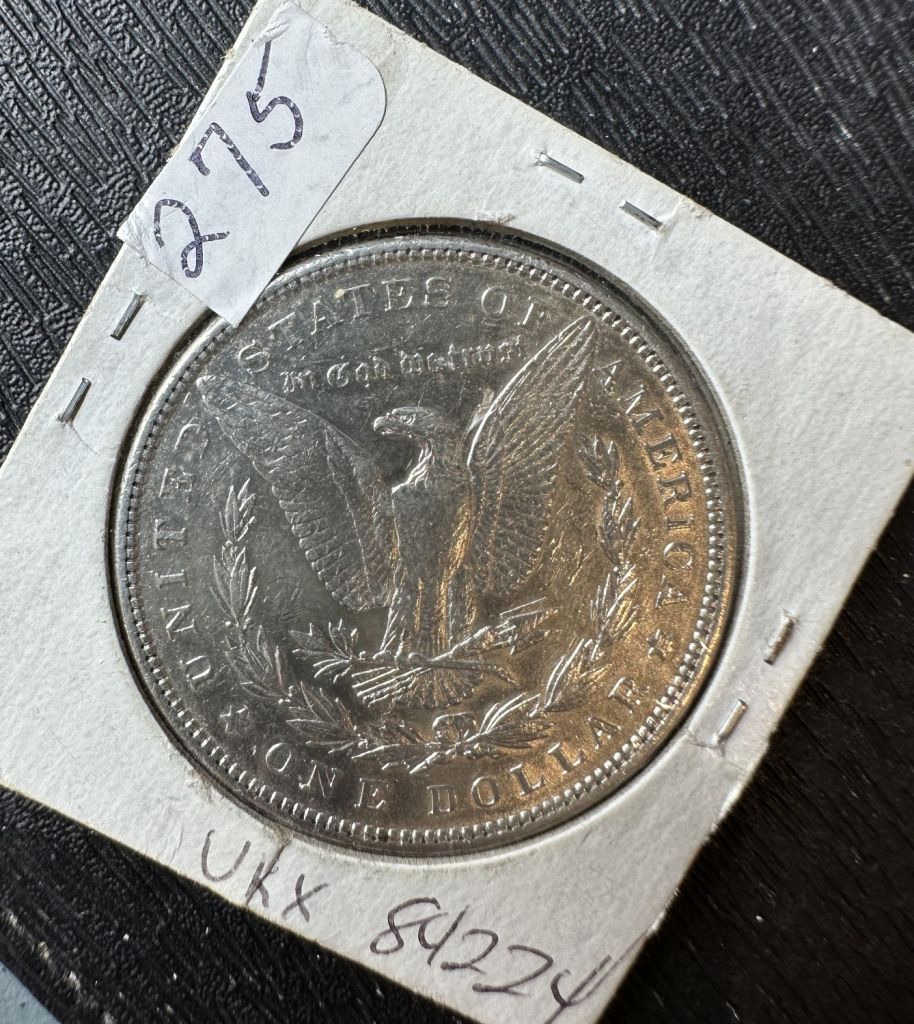 275
UNITED STATES OF AMERICA
In God we trust
ONE DOLLAR
UKX 84224